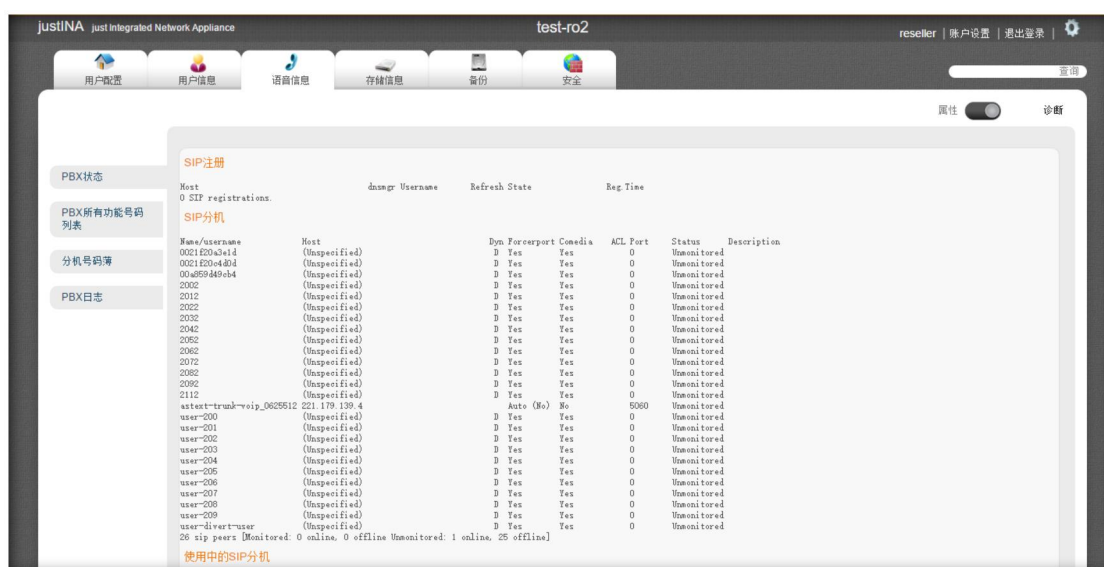 justINA just Integrated Network Appliance
test-ro2
reseller | 账户设置 | 退出登录 |
用户配置
用户信息
语音信息
存储信息
备份
安全
查询
属性
诊断
PBX状态
PBX所有功能号码
列表
分机号码薄
PBX日志
SIP注册
Host dnsmgr Username Refresh State Reg.Time
0 SIP registrations.
SIP分机
Name/username Host Dyn Forcerport Comedia ACL Port Status Description
0021f20a3e1d (Unspecified) D Yes Yes 0 Unmonitored
0021f20c4d0d (Unspecified) D Yes Yes 0 Unmonitored
00a859d49cb4 (Unspecified) D Yes Yes 0 Unmonitored
2002 (Unspecified) D Yes Yes 0 Unmonitored
2012 (Unspecified) D Yes Yes 0 Unmonitored
2022 (Unspecified) D Yes Yes 0 Unmonitored
2032 (Unspecified) D Yes Yes 0 Unmonitored
2042 (Unspecified) D Yes Yes 0 Unmonitored
2052 (Unspecified) D Yes Yes 0 Unmonitored
2062 (Unspecified) D Yes Yes 0 Unmonitored
2072 (Unspecified) D Yes Yes 0 Unmonitored
2082 (Unspecified) D Yes Yes 0 Unmonitored
2092 (Unspecified) D Yes Yes 0 Unmonitored
2112 (Unspecified) D Yes Yes 0 Unmonitored
astext-trunk-voip_0625512 221.179.139.4 Auto (No) No 5060 Unmonitored
user-200 (Unspecified) D Yes Yes 0 Unmonitored
user-201 (Unspecified) D Yes Yes 0 Unmonitored
user-202 (Unspecified) D Yes Yes 0 Unmonitored
user-203 (Unspecified) D Yes Yes 0 Unmonitored
user-204 (Unspecified) D Yes Yes 0 Unmonitored
user-205 (Unspecified) D Yes Yes 0 Unmonitored
user-206 (Unspecified) D Yes Yes 0 Unmonitored
user-207 (Unspecified) D Yes Yes 0 Unmonitored
user-208 (Unspecified) D Yes Yes 0 Unmonitored
user-209 (Unspecified) D Yes Yes 0 Unmonitored
user-divert-user (Unspecified) D Yes Yes 0 Unmonitored
26 sip peers [Monitored: 0 online, 0 offline Unmonitored: 1 online, 25 offline]
使用中的SIP分机